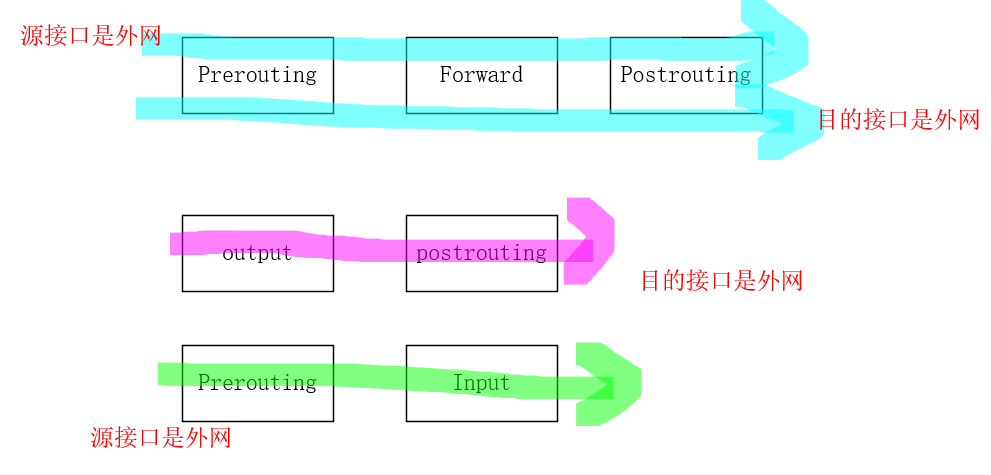 源接口是外网
Prerouting
Forward
Postrouting
目的接口是外网
output
postrouting
目的接口是外网
Prerouting
Input
源接口是外网